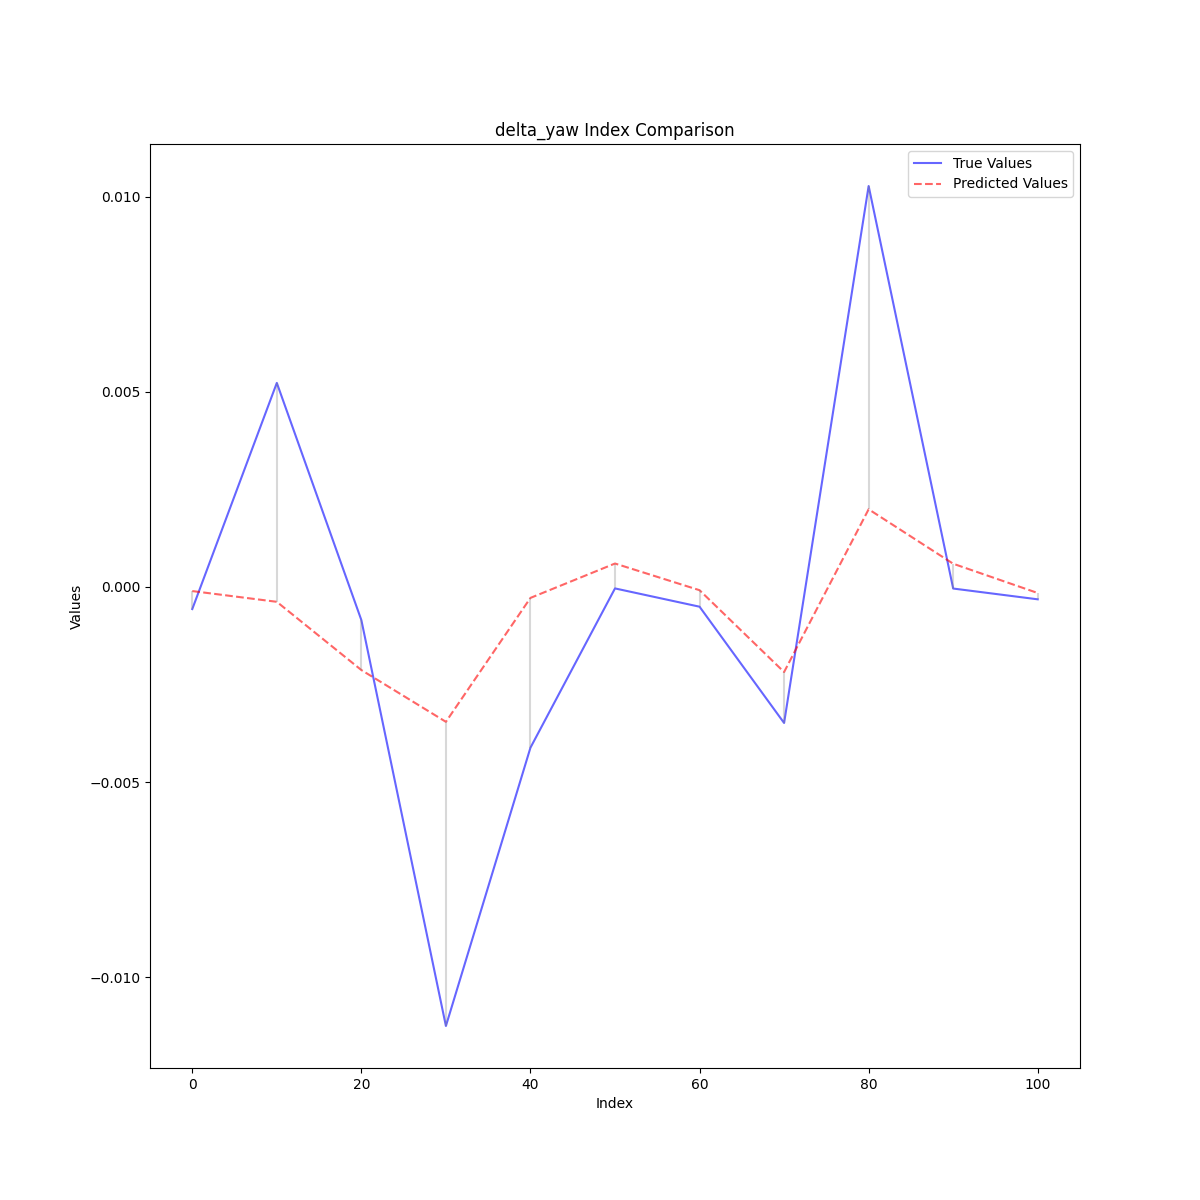 delta_yaw Index Comparison
True Values
Predicted Values
0.010
0.005
0.000
−0.005
−0.010
Values
0
20
40
60
80
100
Index